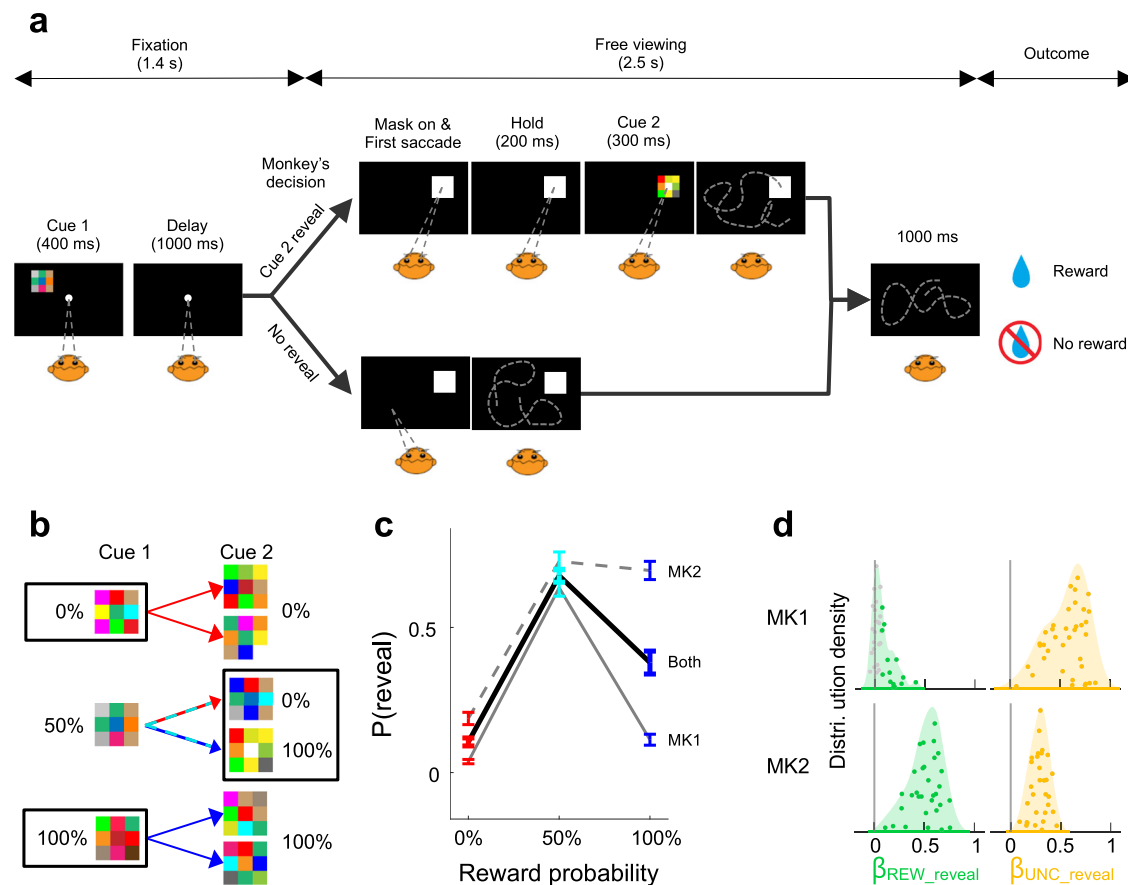 a
Fixation
(1.4 s)
Free viewing
(2.5 s)
Outcome
Mask on &
First saccade
Hold
(200 ms)
Cue 2
(300 ms)
Monkey's
decision
Cue 2 reveal
No reveal
Cue 1
(400 ms)
Delay
(1000 ms)
1000 ms
Reward
No reward
b
Cue 1
Cue 2
0%
0%
50%
0%
100%
100%
100%
c
P(reveal)
0.5
0
MK2
Both
MK1
0%
50%
100%
Reward probability
d
MK1
MK2
Distri. ution density
0
0.5
1
0
0.5
1
βREW_reveal
βUNC_reveal